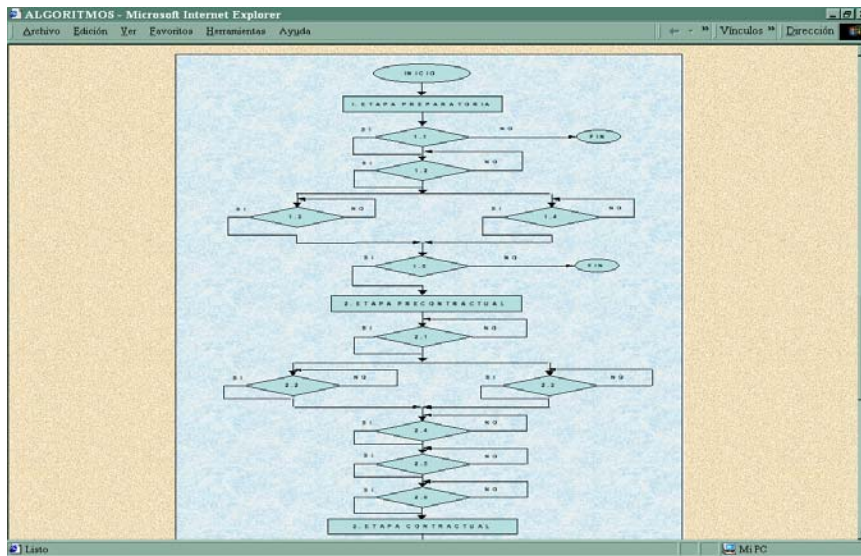 ALGORITMOS - Microsoft Internet Explorer
Archivo Edición Ver Favoritos Herramientas Ayuda
Vínculos » Dirección
INICIO
1. ETAPA PREPARATORIA
SI 1.1 NO FIN
SI 1.2 NO
SI 1.3 NO SI 1.4 NO
SI 1.5 NO FIN
2. ETAPA PRECONTRACTUAL
SI 2.1 NO
SI 2.2 NO SI 2.3 NO
SI 2.4 NO
SI 2.5 NO
SI 2.6 NO
3. ETAPA CONTRACTUAL
Listo Mi PC